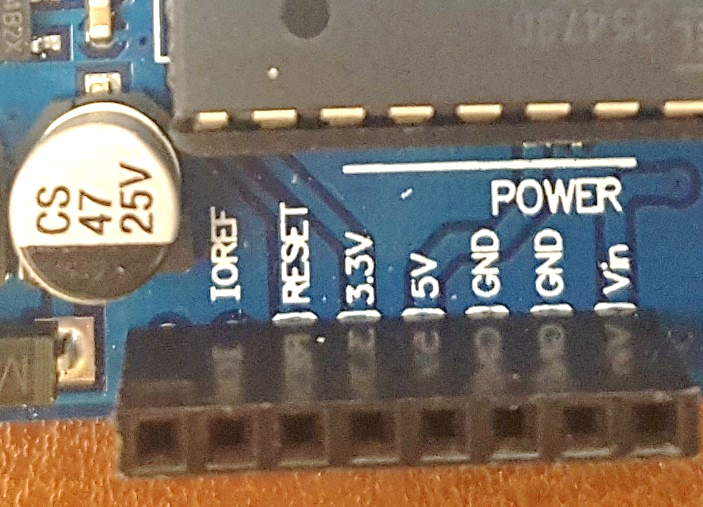 CS
47
25V
POWER
IOREF
RESET
3.3V
5V
GND
GND
Vin